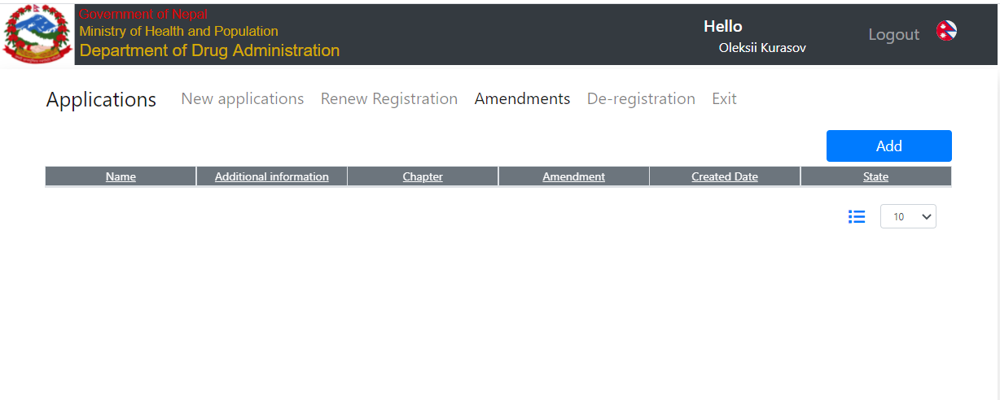 Government of Nepal
Ministry of Health and Population
Department of Drug Administration
Hello
Oleksii Kurasov
Logout
Applications New applications Renew Registration Amendments De-registration Exit
Add
Name Additional information Chapter Amendment Created Date State
10